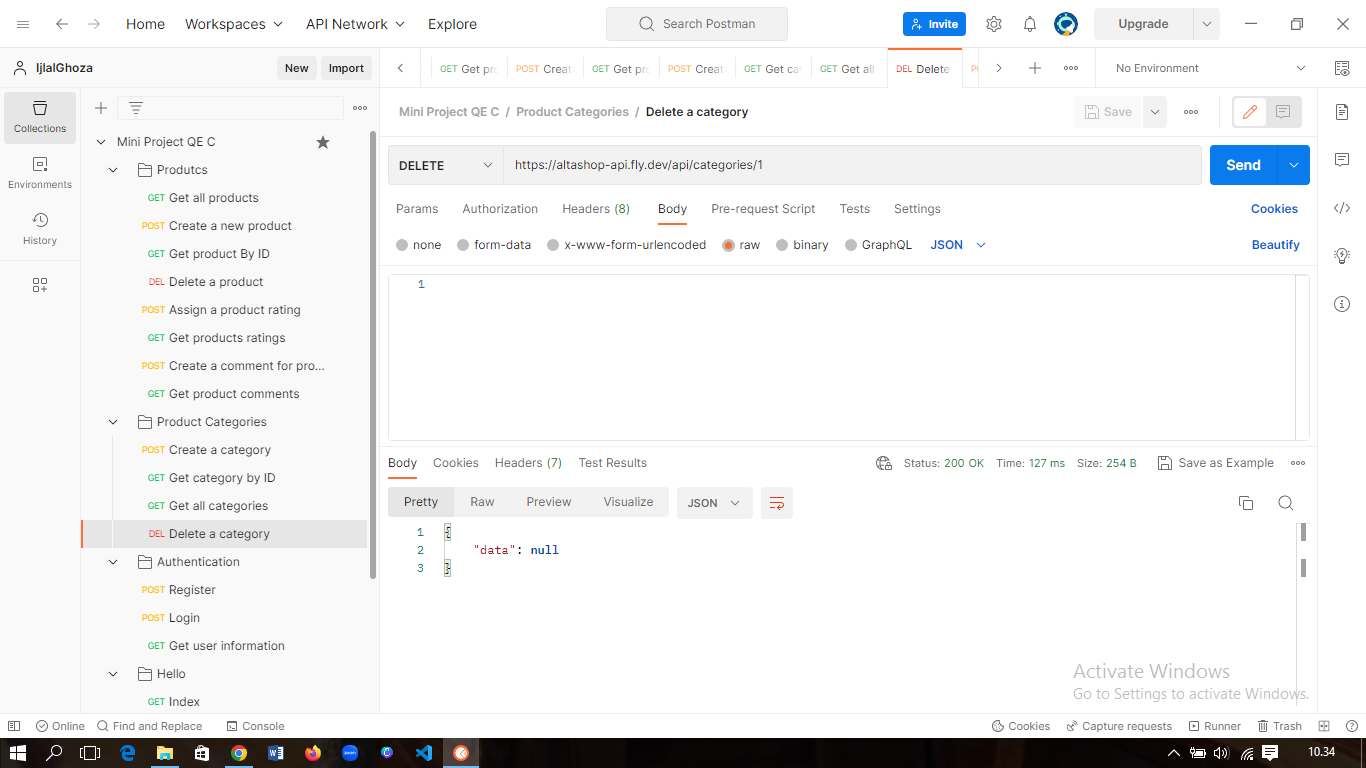 Home Workspaces API Network Explore Search Postman Invite Upgrade
IjlalGhoza New Import
GET Get pr POST Creat GET Get pr POST Creat GET Get ca GET Get all DEL Delete No Environment
Collections
Environments
History
Mini Project QE C
Produtcs
GET Get all products
POST Create a new product
GET Get product By ID
DEL Delete a product
POST Assign a product rating
GET Get products ratings
POST Create a comment for pro...
GET Get product comments
Product Categories
POST Create a category
GET Get category by ID
GET Get all categories
DEL Delete a category
Authentication
POST Register
POST Login
GET Get user information
Hello
GET Index
Mini Project QE C / Product Categories / Delete a category Save
DELETE https://altashop-api.fly.dev/api/categories/1 Send
Params Authorization Headers (8) Body Pre-request Script Tests Settings Cookies
none form-data x-www-form-urlencoded raw binary GraphQL JSON Beautify
1
Body Cookies Headers (7) Test Results Status: 200 OK Time: 127 ms Size: 254 B Save as Example
Pretty Raw Preview Visualize JSON
1 {
2 "data": null
3 }
Activate Windows
Go to Settings to activate Windows.
Online Find and Replace Console Cookies Capture requests Runner Trash
10.34